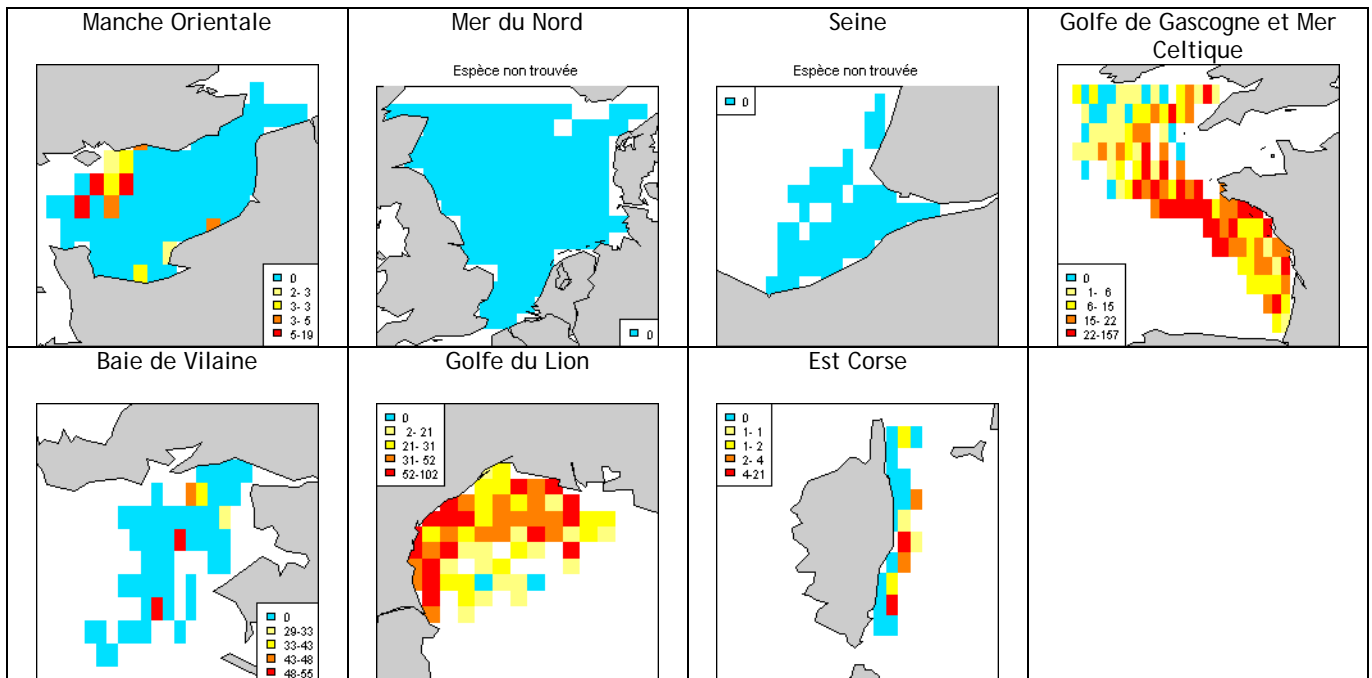 Manche Orientale
0
2- 3
3- 3
3- 5
5-19
Mer du Nord
Espèce non trouvée
0
Seine
Espèce non trouvée
0
Golfe de Gascogne et Mer
Celtique
0
1- 6
6- 15
15- 22
22-157
Baie de Vilaine
0
29-33
33-43
43-48
48-55
Golfe du Lion
0
2- 21
21- 31
31- 52
52-102
Est Corse
0
1- 1
1- 2
2- 4
4-21